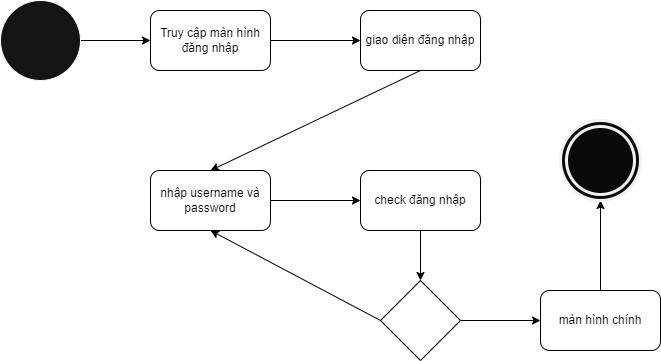 Truy cập màn hình
đăng nhập
giao diện đăng nhập
nhập username và
password
check đăng nhập
màn hình chính